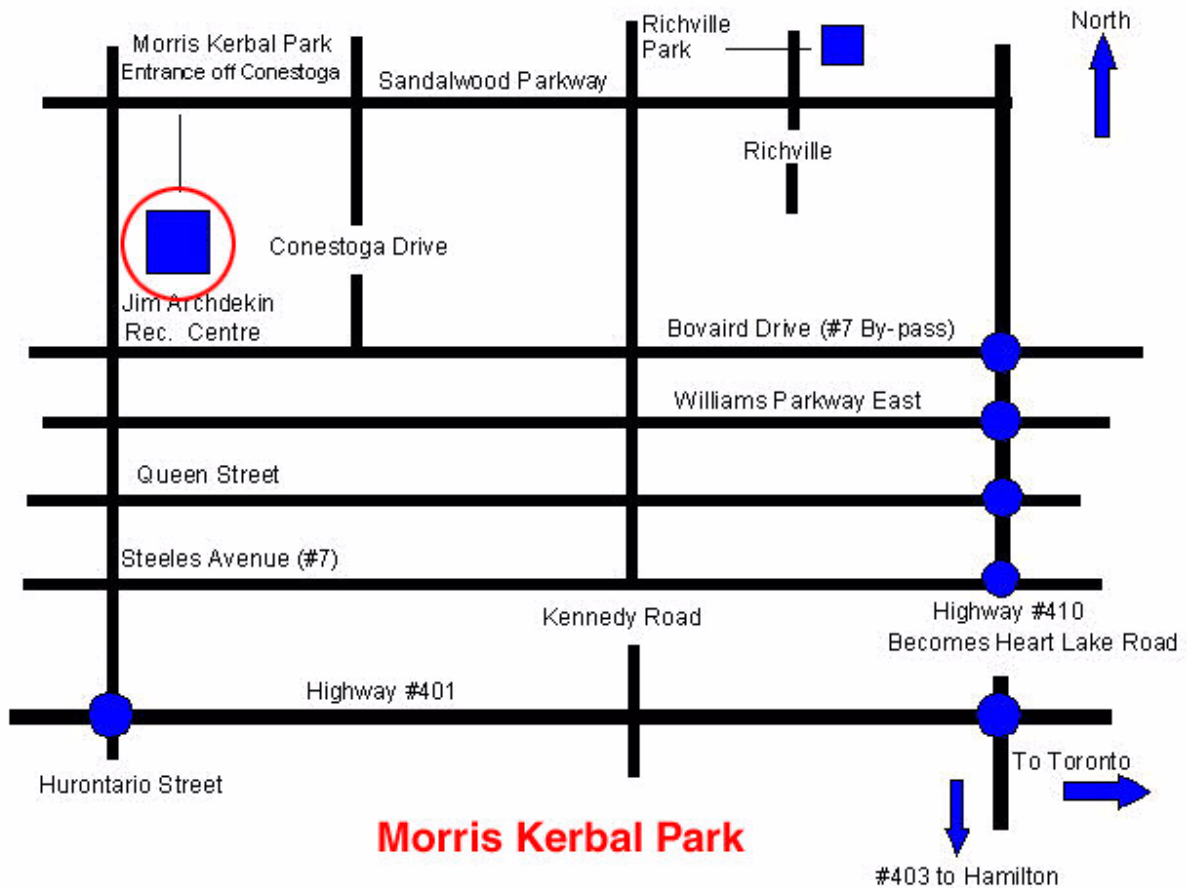 Morris Kerbal Park
Entrance off Conestoga
Richville
Park
North
Sandalwood Parkway
Richville
Conestoga Drive
Jim Archdekin
Rec. Centre
Bovaird Drive (#7 By-pass)
Williams Parkway East
Queen Street
Steeles Avenue (#7)
Kennedy Road
Highway #410
Becomes Heart Lake Road
Highway #401
Hurontario Street
To Toronto
Morris Kerbal Park
#403 to Hamilton